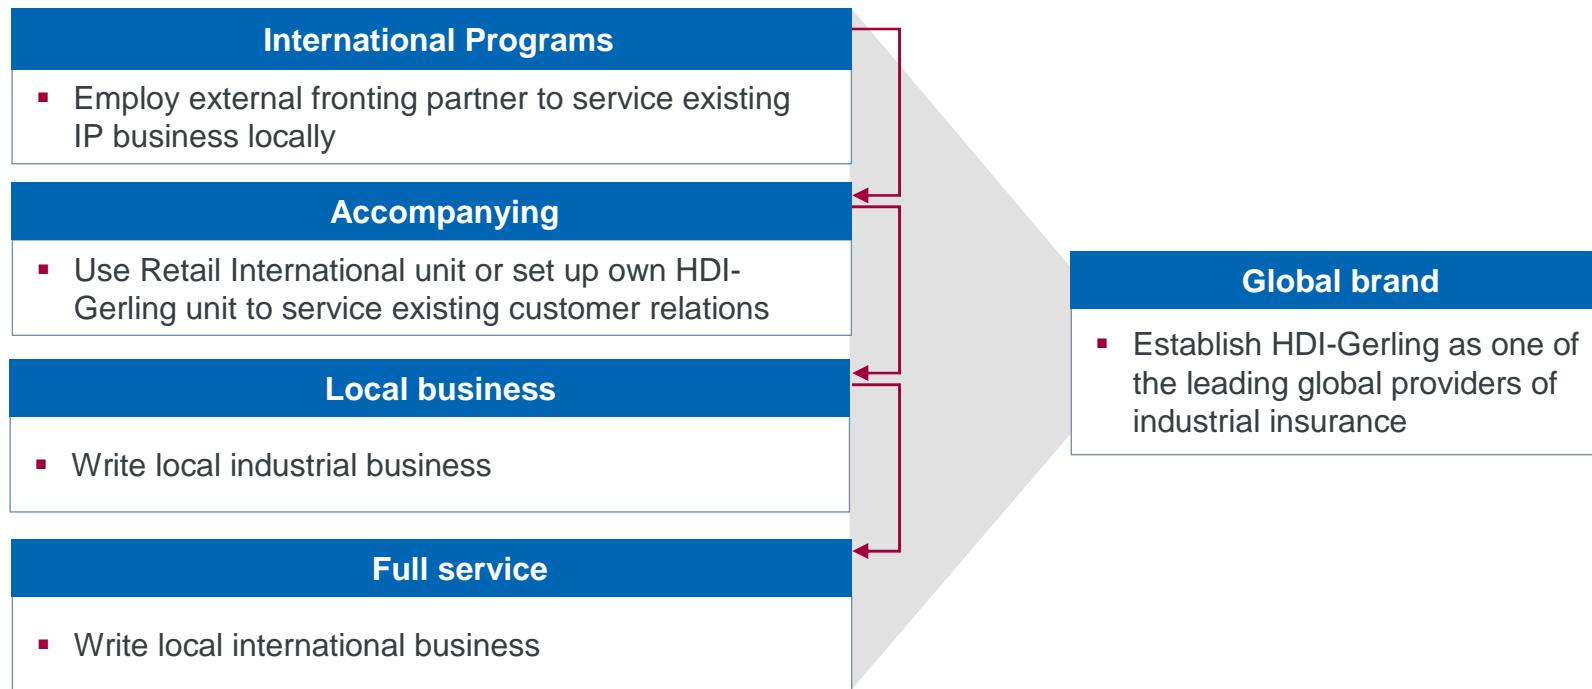 International Programs
▪ Employ external fronting partner to service existing
IP business locally
Accompanying
▪ Use Retail International unit or set up own HDI-
Gerling unit to service existing customer relations
Local business
▪ Write local industrial business
Full service
▪ Write local international business
Global brand
▪ Establish HDI-Gerling as one of
the leading global providers of
industrial insurance